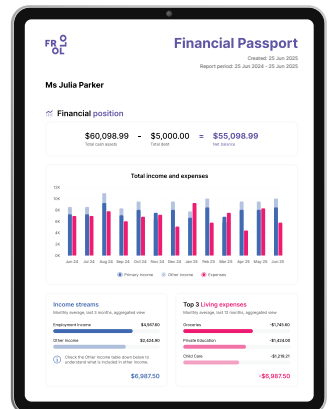 FROLLO
Financial Passport
Created: 25 Jun 2025
Report period: 25 Jun 2024 - 25 Jun 2025
Ms Julia Parker
Financial position
$60,098.99 - $5,000.00 = $55,098.99
Total cash assets Total debt Net balance
Total income and expenses
12K
10K
8K
6K
4K
2K
0K
Jun 24 Jul 24 Aug 24 Sep 24 Oct 24 Nov 24 Dec 24 Jan 25 Feb 25 Mar 25 Apr 25 May 25 Jun 25
Primary income Other income Expenses
Income streams
Monthly average, last 3 months, aggregated view
Employment income $4,567.60
Other income $2,424.90
Check the Other income table down below to
understand what is included in other income.
$6,987.50
Top 3 Living expenses
Monthly average, last 12 months, aggregated view
Groceries -$1,745.60
Private Education -$1,424.00
Child Care -$1,218.21
-$6,987.50